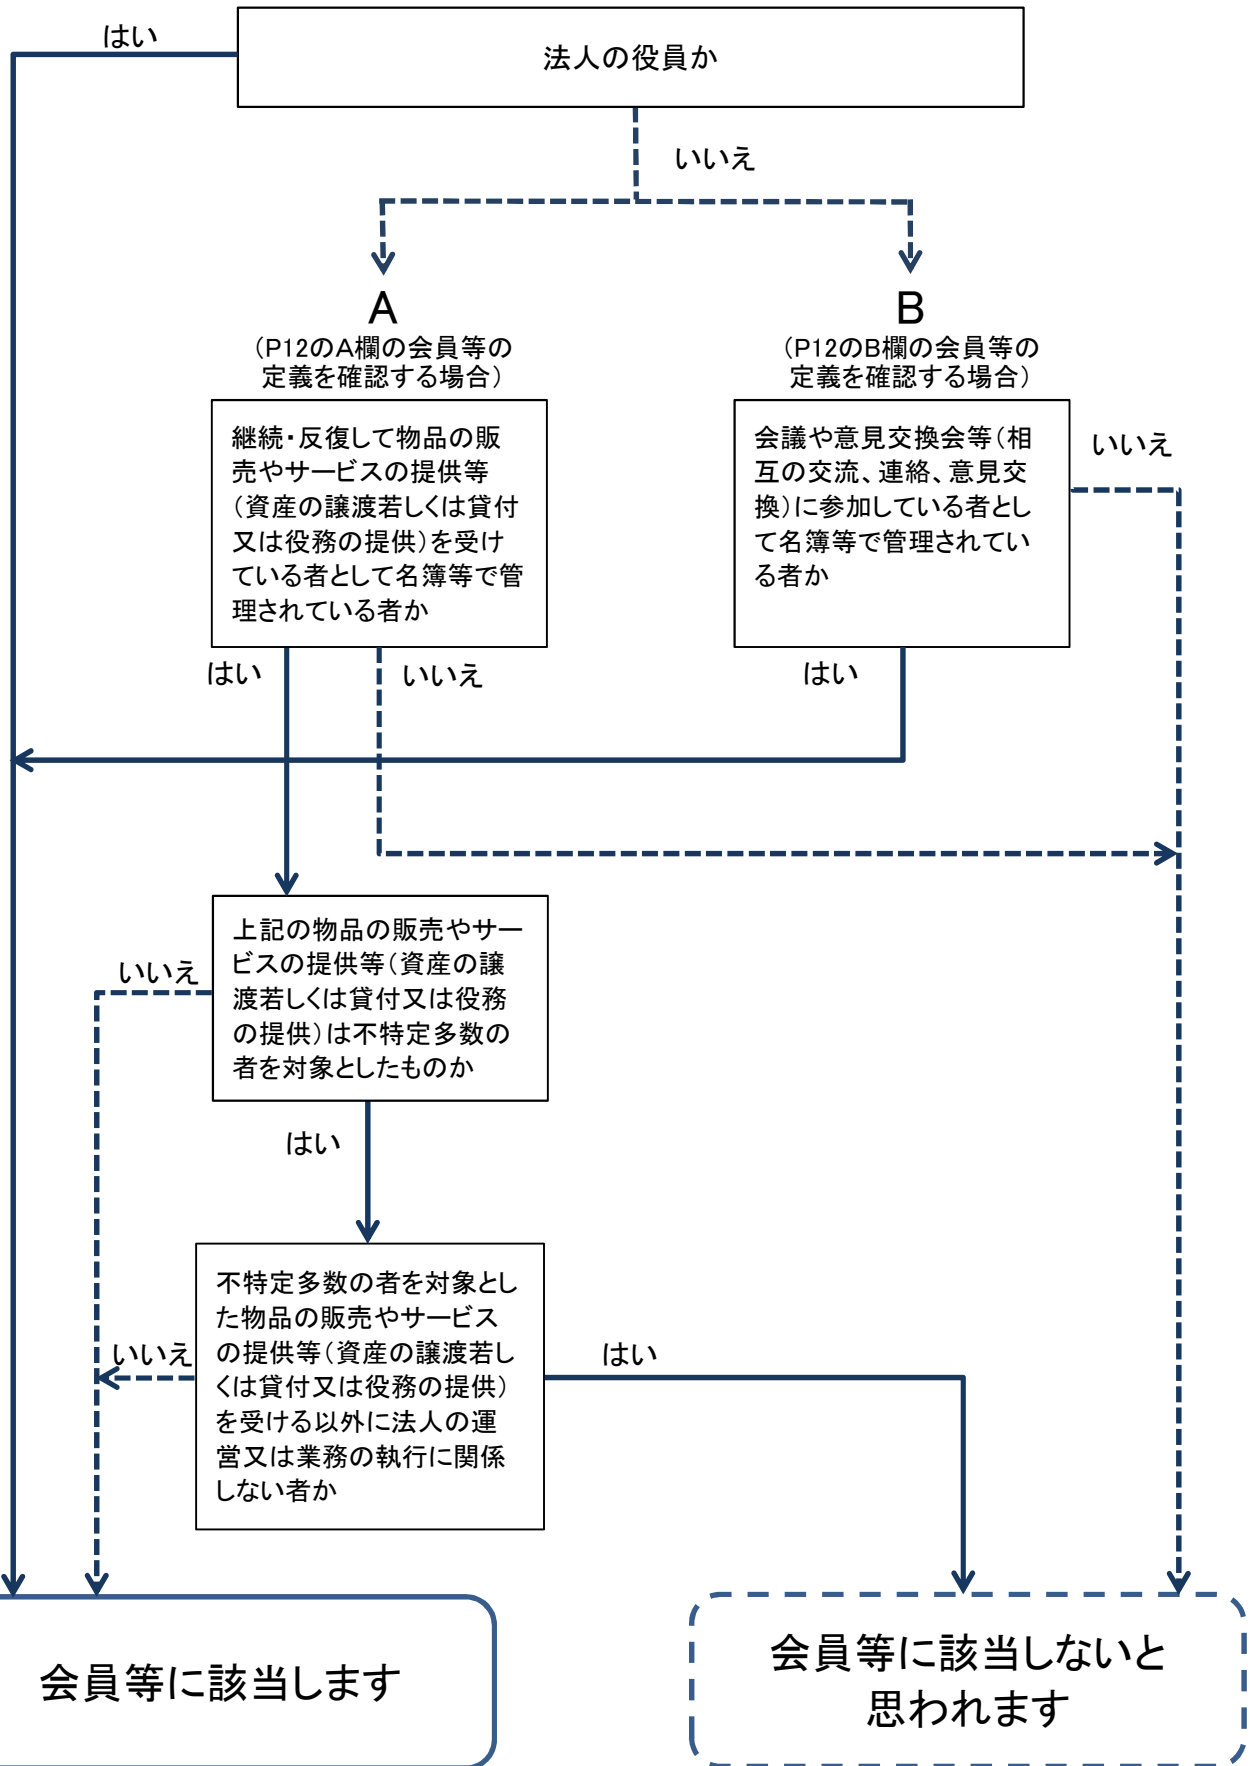 はい
法人の役員か
いいえ
A
(P12のA欄の会員等の
定義を確認する場合)
継続・反復して物品の販
売やサービスの提供等
(資産の譲渡若しくは貸付
又は役務の提供)を受け
ている者として名簿等で管
理されている者か
はい
いいえ
B
(P12のB欄の会員等の
定義を確認する場合)
会議や意見交換会等(相
互の交流、連絡、意見交
換)に参加している者とし
て名簿等で管理されてい
る者か
いいえ
はい
上記の物品の販売やサー
ビスの提供等(資産の譲
渡若しくは貸付又は役務
の提供)は不特定多数の
者を対象としたものか
いいえ
はい
不特定多数の者を対象とし
た物品の販売やサービス
の提供等(資産の譲渡若し
くは貸付又は役務の提供)
を受ける以外に法人の運
営又は業務の執行に関係
しない者か
いいえ
はい
会員等に該当します
会員等に該当しないと
思われます